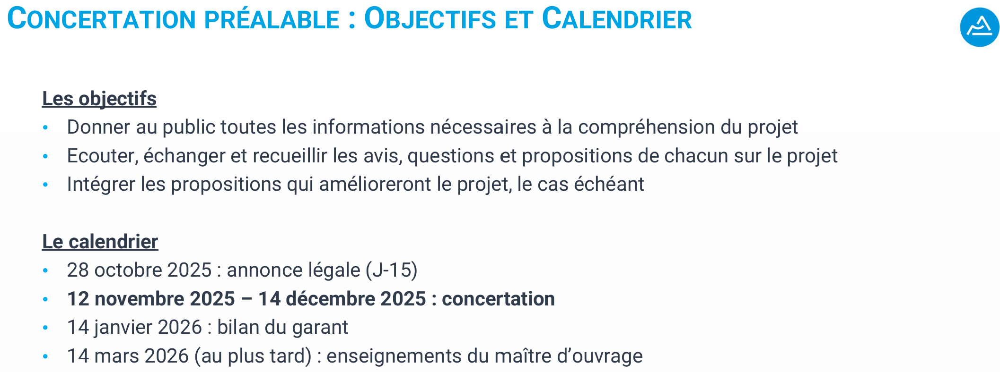 CONCERTATION PRÉALABLE : OBJECTIFS ET CALENDRIER
Les objectifs
• Donner au public toutes les informations nécessaires à la compréhension du projet
• Ecouter, échanger et recueillir les avis, questions et propositions de chacun sur le projet
• Intégrer les propositions qui amélioreront le projet, le cas échéant
Le calendrier
• 28 octobre 2025 : annonce légale (J-15)
• 12 novembre 2025 – 14 décembre 2025 : concertation
• 14 janvier 2026 : bilan du garant
• 14 mars 2026 (au plus tard) : enseignements du maître d’ouvrage